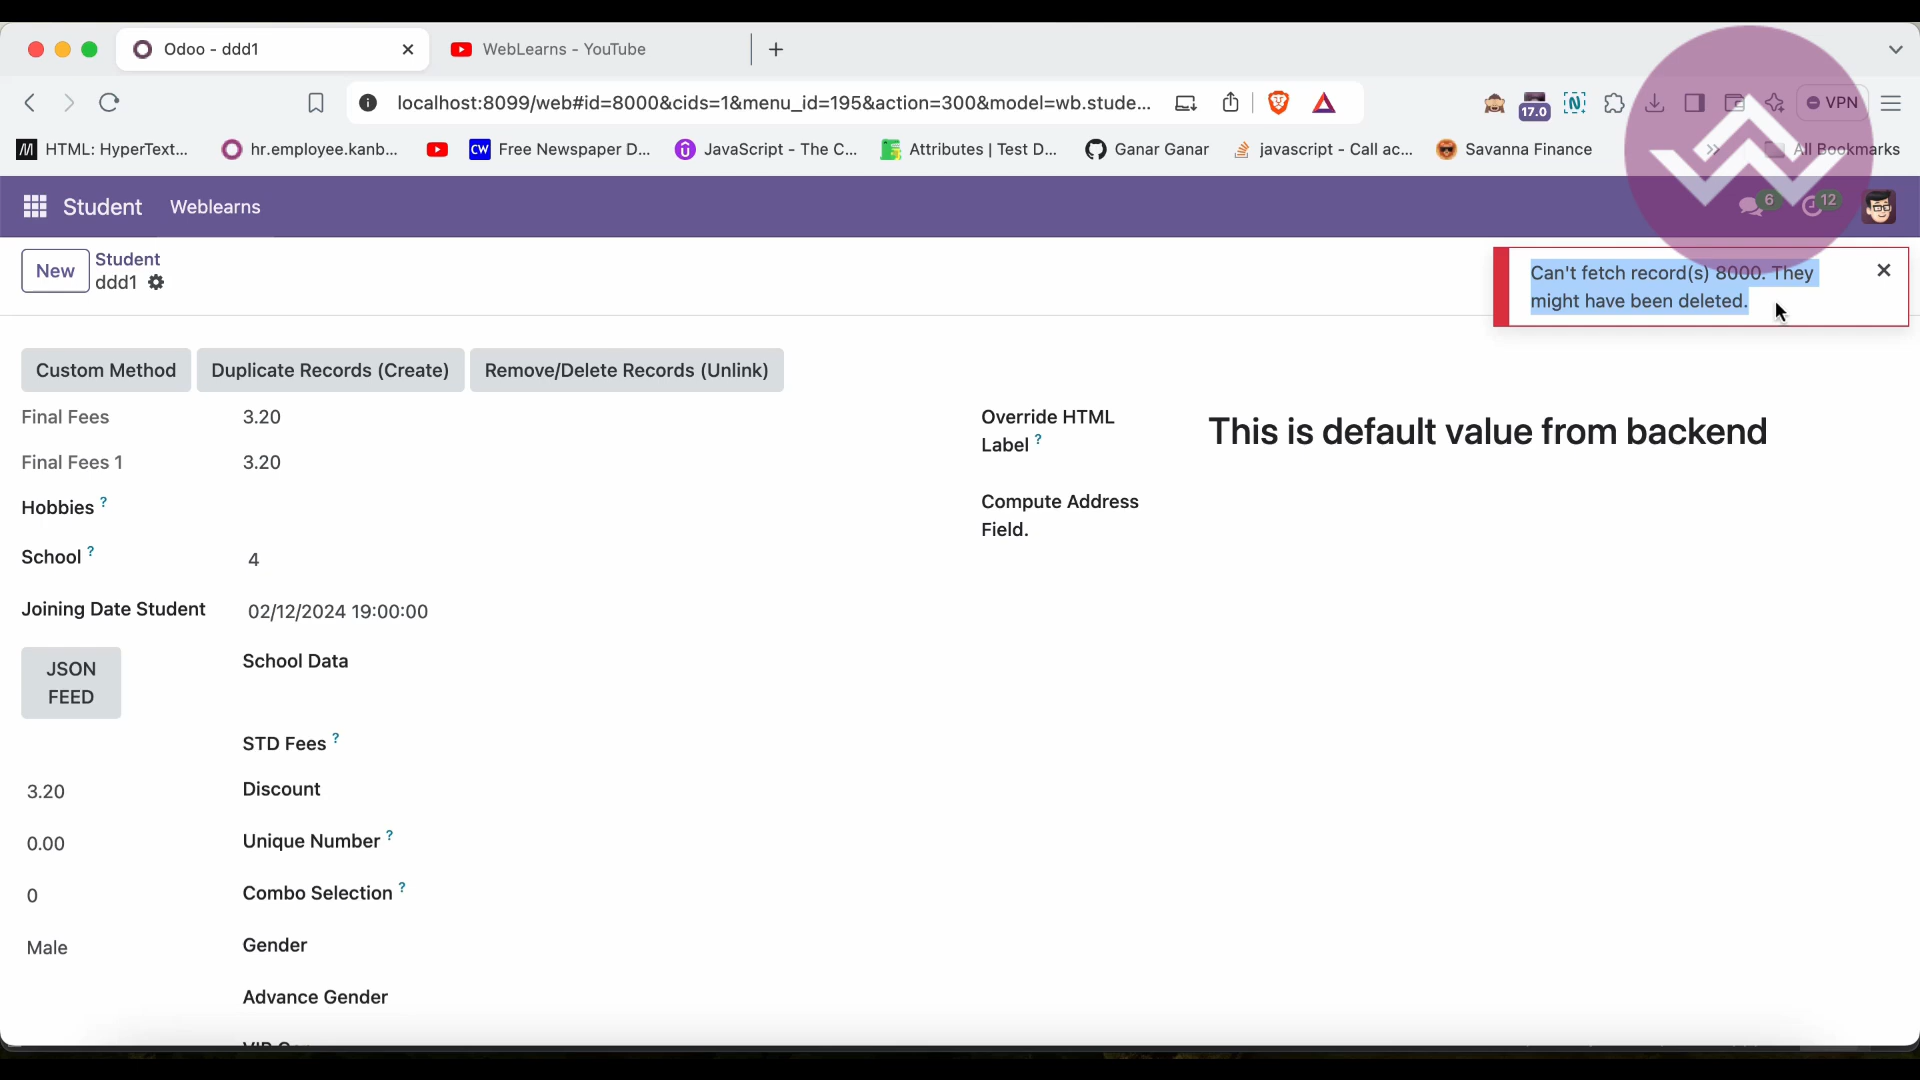 Odoo - ddd1
WebLearns - YouTube
localhost:8099/web#id=8000&cids=1&menu_id=195&action=300&model=wb.stude...
17.0
VPN
HTML: HyperText...
hr.employee.kanb...
CW Free Newspaper D...
JavaScript - The C...
Attributes | Test D...
Ganar Ganar
javascript - Call ac...
Savanna Finance
All Bookmarks
Student
Weblearns
6
12
New
Student
ddd1
Can't fetch record(s) 8000. They
might have been deleted.
Custom Method
Duplicate Records (Create)
Remove/Delete Records (Unlink)
Final Fees 3.20
Final Fees 1 3.20
Hobbies ?
School ? 4
Joining Date Student 02/12/2024 19:00:00
JSON
FEED
School Data
STD Fees ?
3.20 Discount
0.00 Unique Number ?
0 Combo Selection ?
Male Gender
Advance Gender
Override HTML
Label ?
This is default value from backend
Compute Address
Field.